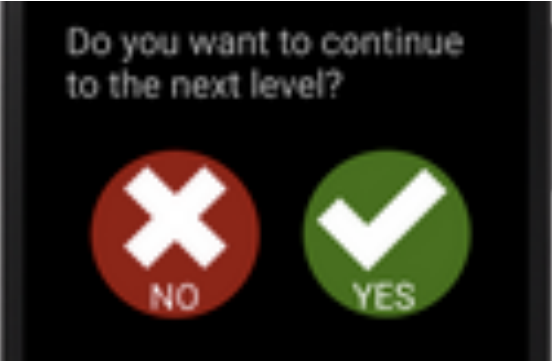 Do you want to continue
to the next level?
NO
YES